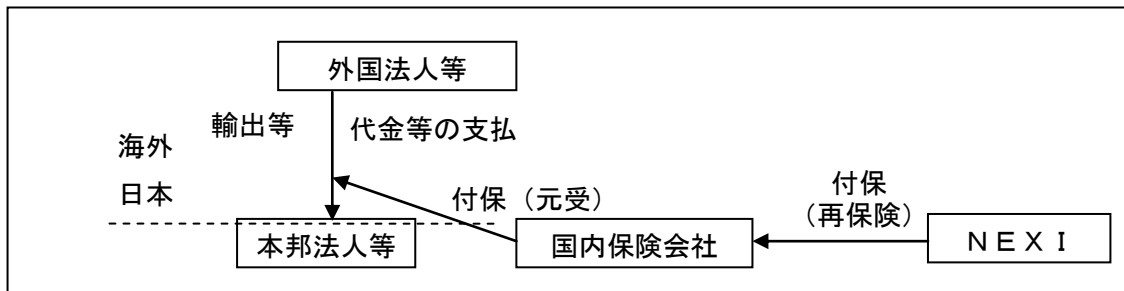 外国法人等
輸出等
代金等の支払
海外
日本
付保（元受）
付保
（再保険）
本邦法人等
国内保険会社
ＮＥＸＩ